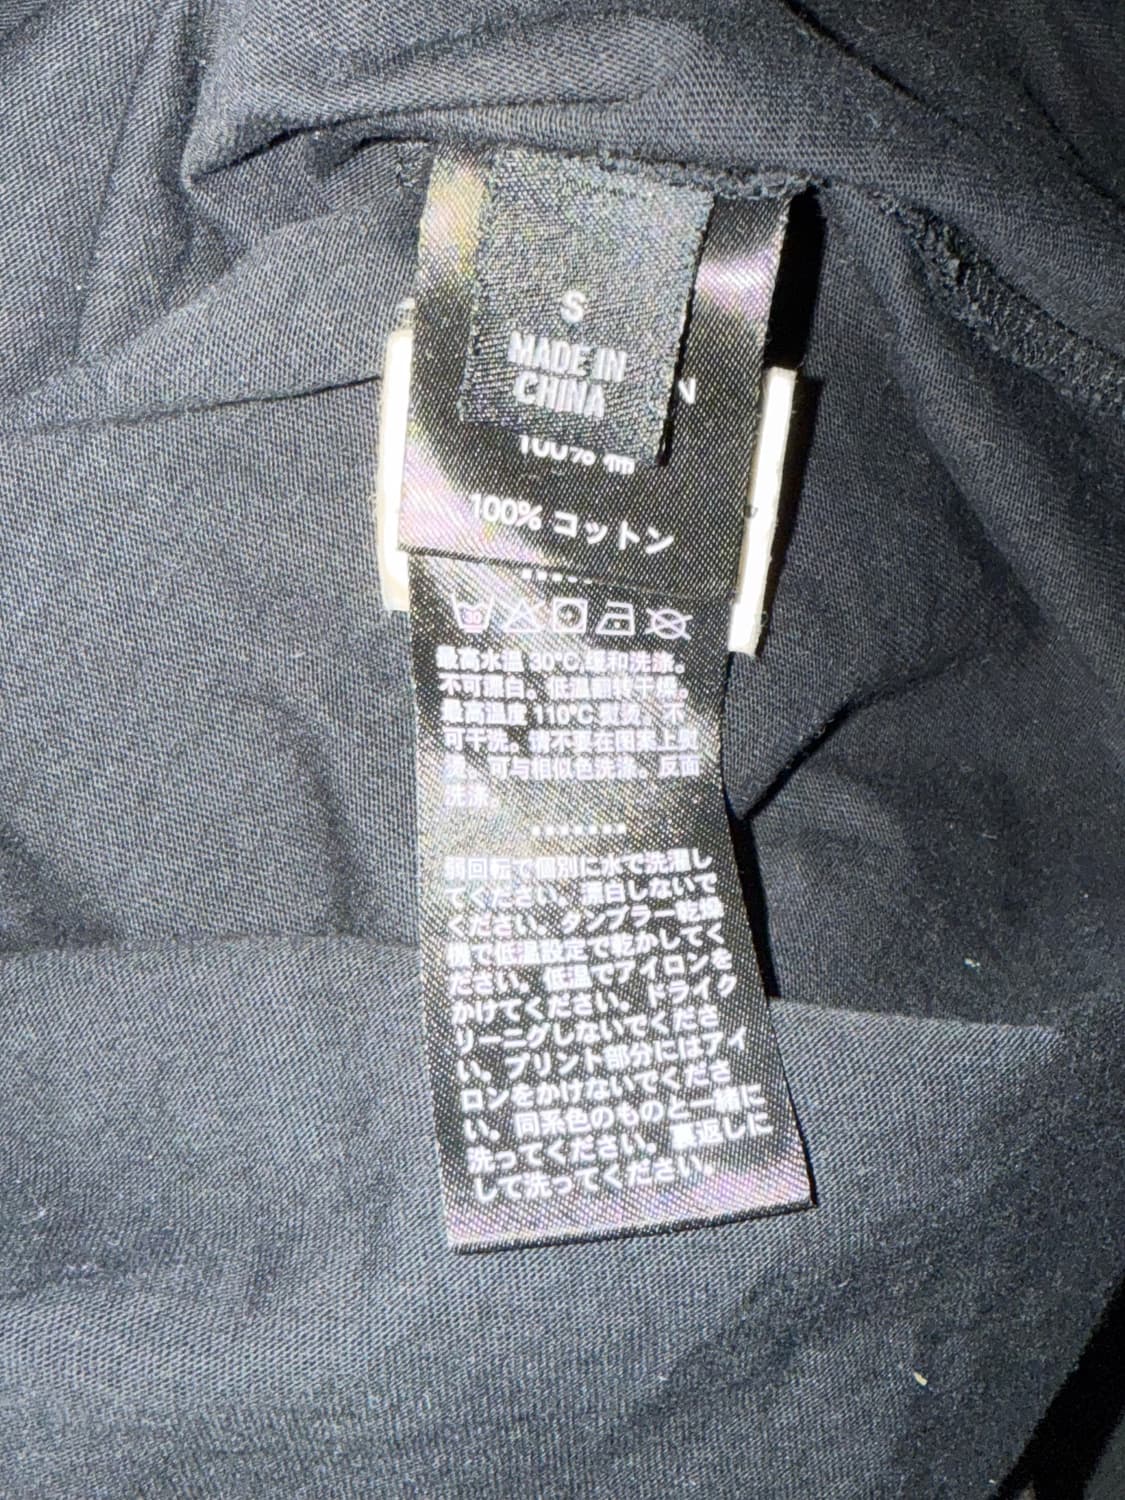 S
MADE IN
CHINA
100%
100% コットン
30
最高水温 30°C,缓和洗涤。
不可漂白。低温翻转干燥。
最高温度 110°C 熨烫。不
可干洗。请不要在图案上熨
烫。可与相似色洗涤。反面
洗涤。
弱回転で個別に水で洗濯し
てください。漂白しないで
ください。タンブラー乾燥
機で低温設定で乾かしてく
ださい。低温でアイロンを
かけてください。ドライク
リーニングしないでくださ
い。プリント部分にはアイ
ロンをかけないでくださ
い。同系色のものと一緒に
洗ってください。裏返しに
して洗ってください。